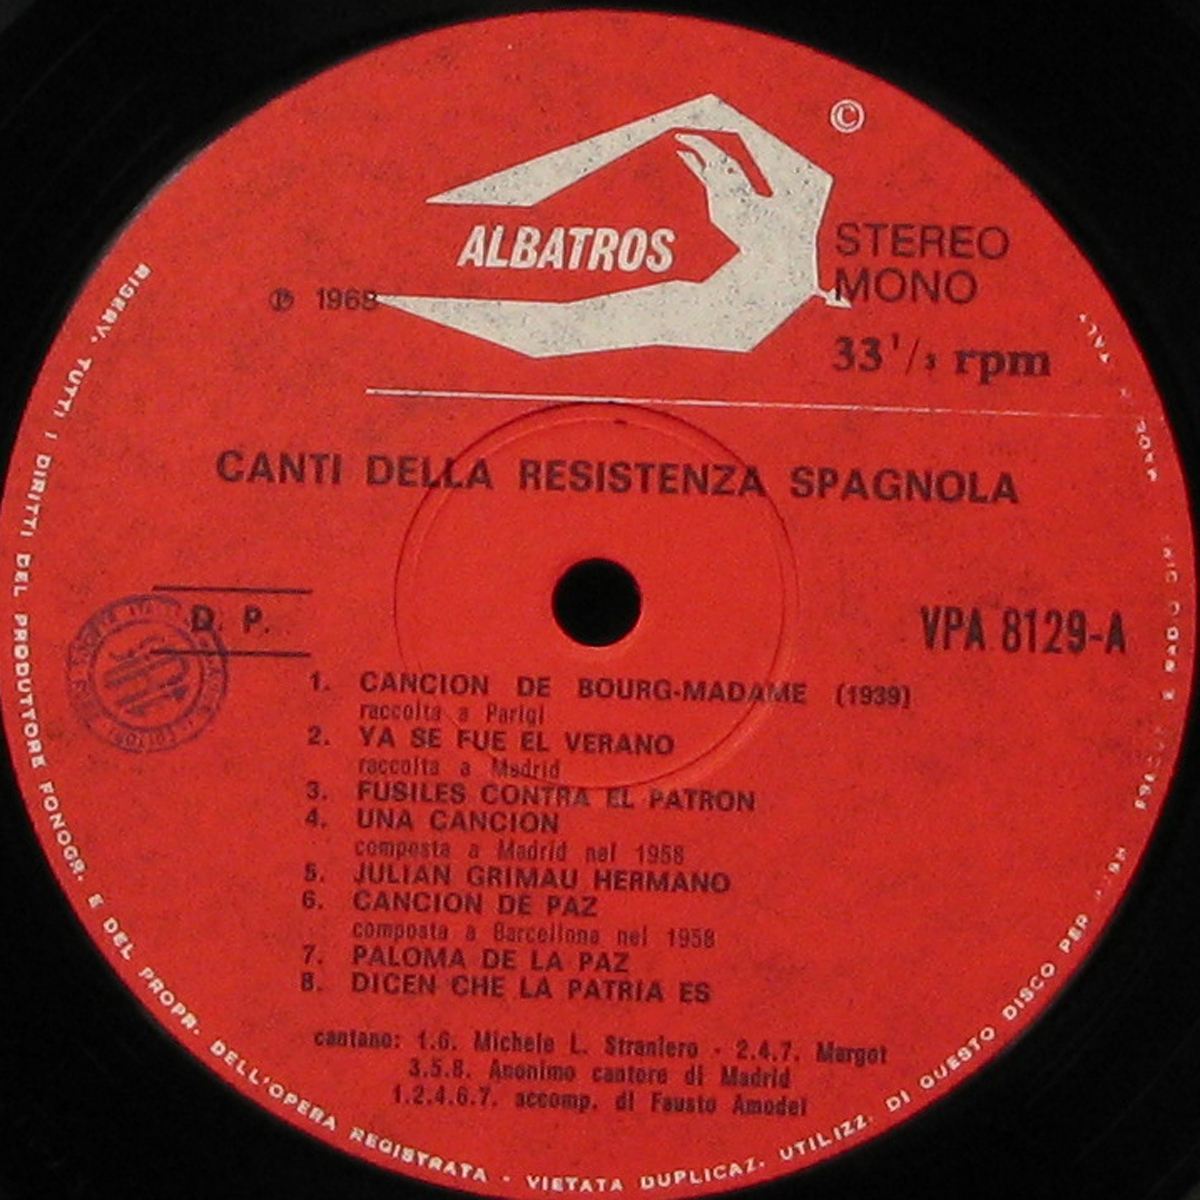 ©
ALBATROS
STEREO
MONO
℗ 1968
33 1/3 rpm
CANTI DELLA RESISTENZA SPAGNOLA
D. P.
VPA 8129-A
1. CANCION DE BOURG-MADAME (1939)
raccolta a Parigi
2. YA SE FUE EL VERANO
raccolta a Madrid
3. FUSILES CONTRA EL PATRON
4. UNA CANCION
composta a Madrid nel 1958
5. JULIAN GRIMAU HERMANO
6. CANCION DE PAZ
composta a Barcellona nel 1958
7. PALOMA DE LA PAZ
8. DICEN CHE LA PATRIA ES
cantano: 1.6. Michele L. Straniero - 2.4.7. Margot
3.5.8. Anonimo cantore di Madrid
1.2.4.6.7. accomp. di Fausto Amodei
RISERV. TUTTI I DIRITTI DEL PRODUTTORE FONOGR. E DEL PROPR. DELL'OPERA REGISTRATA - VIETATA DUPLICAZ. UTILIZZ. DI QUESTO DISCO PER